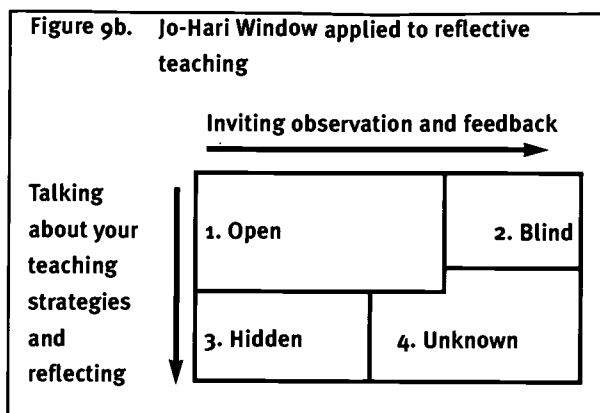 Figure 9b. Jo-Hari Window applied to reflective
teaching
Inviting observation and feedback
Talking
about your
teaching
strategies
and
reflecting
1. Open
2. Blind
3. Hidden
4. Unknown